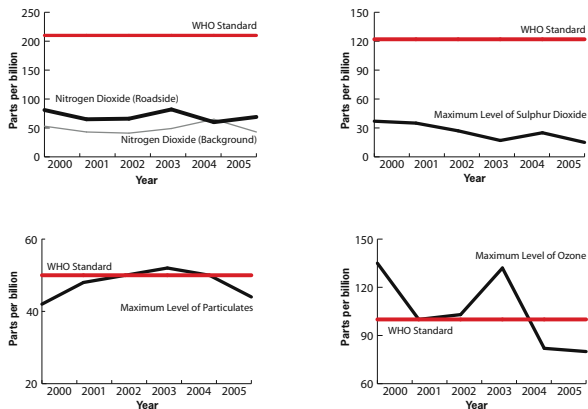 250
200
150
100
50
0
Parts per billion
WHO Standard
Nitrogen Dioxide (Roadside)
Nitrogen Dioxide (Background)
2000 2001 2002 2003 2004 2005
Year
150
120
90
60
30
0
Parts per billion
WHO Standard
Maximum Level of Sulphur Dioxide
2000 2001 2002 2003 2004 2005
Year
60
40
20
Parts per billion
WHO Standard
Maximum Level of Particulates
2000 2001 2002 2003 2004 2005
Year
150
120
90
60
Parts per billion
Maximum Level of Ozone
WHO Standard
2000 2001 2002 2003 2004 2005
Year